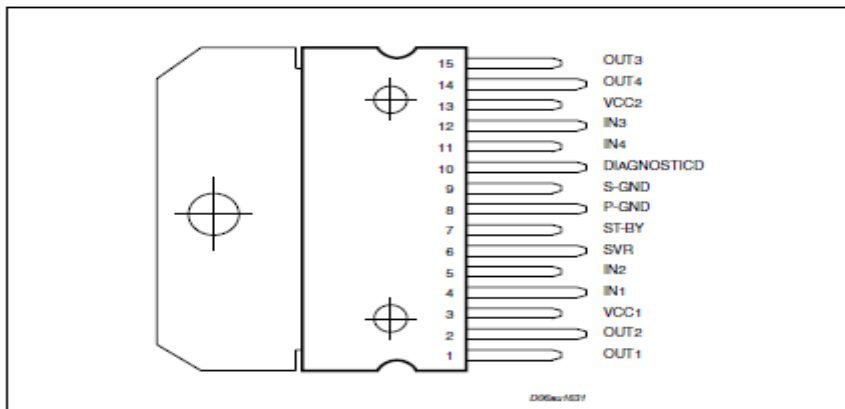 15 OUT3
14 OUT4
13 VCC2
12 IN3
11 IN4
10 DIAGNOSTICD
9 S-GND
8 P-GND
7 ST-BY
6 SVR
5 IN2
4 IN1
3 VCC1
2 OUT2
1 OUT1
D06au1631